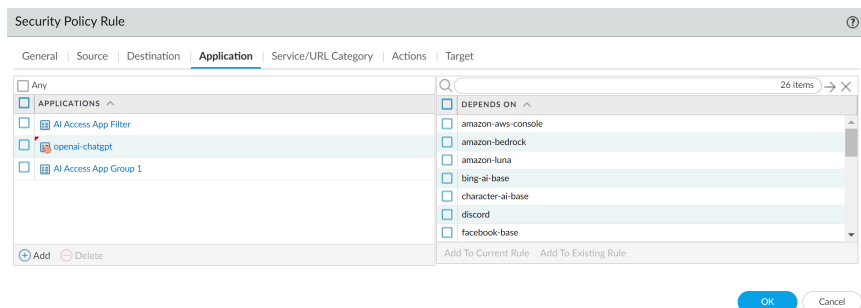 Security Policy Rule
General | Source | Destination | Application | Service/URL Category | Actions | Target
Any
APPLICATIONS
AI Access App Filter
openai-chatgpt
AI Access App Group 1
Add Delete
26 items
DEPENDS ON
amazon-aws-console
amazon-bedrock
amazon-luna
bing-ai-base
character-ai-base
discord
facebook-base
Add To Current Rule Add To Existing Rule
OK Cancel